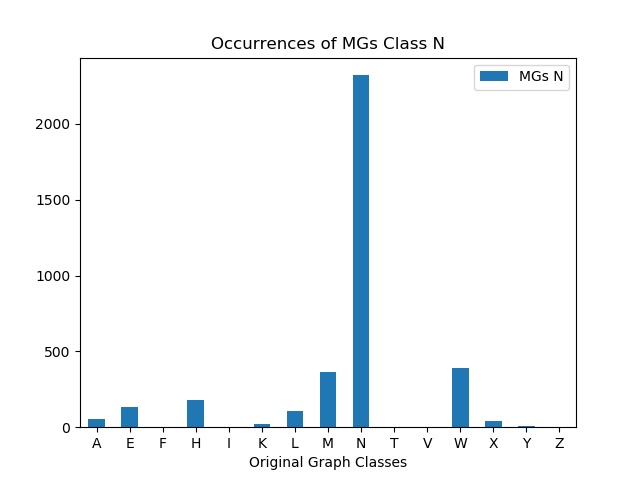 Occurrences of MGs Class N
MGs N
2000
1500
1000
500
0
A E F H I K L M N T V W X Y Z
Original Graph Classes